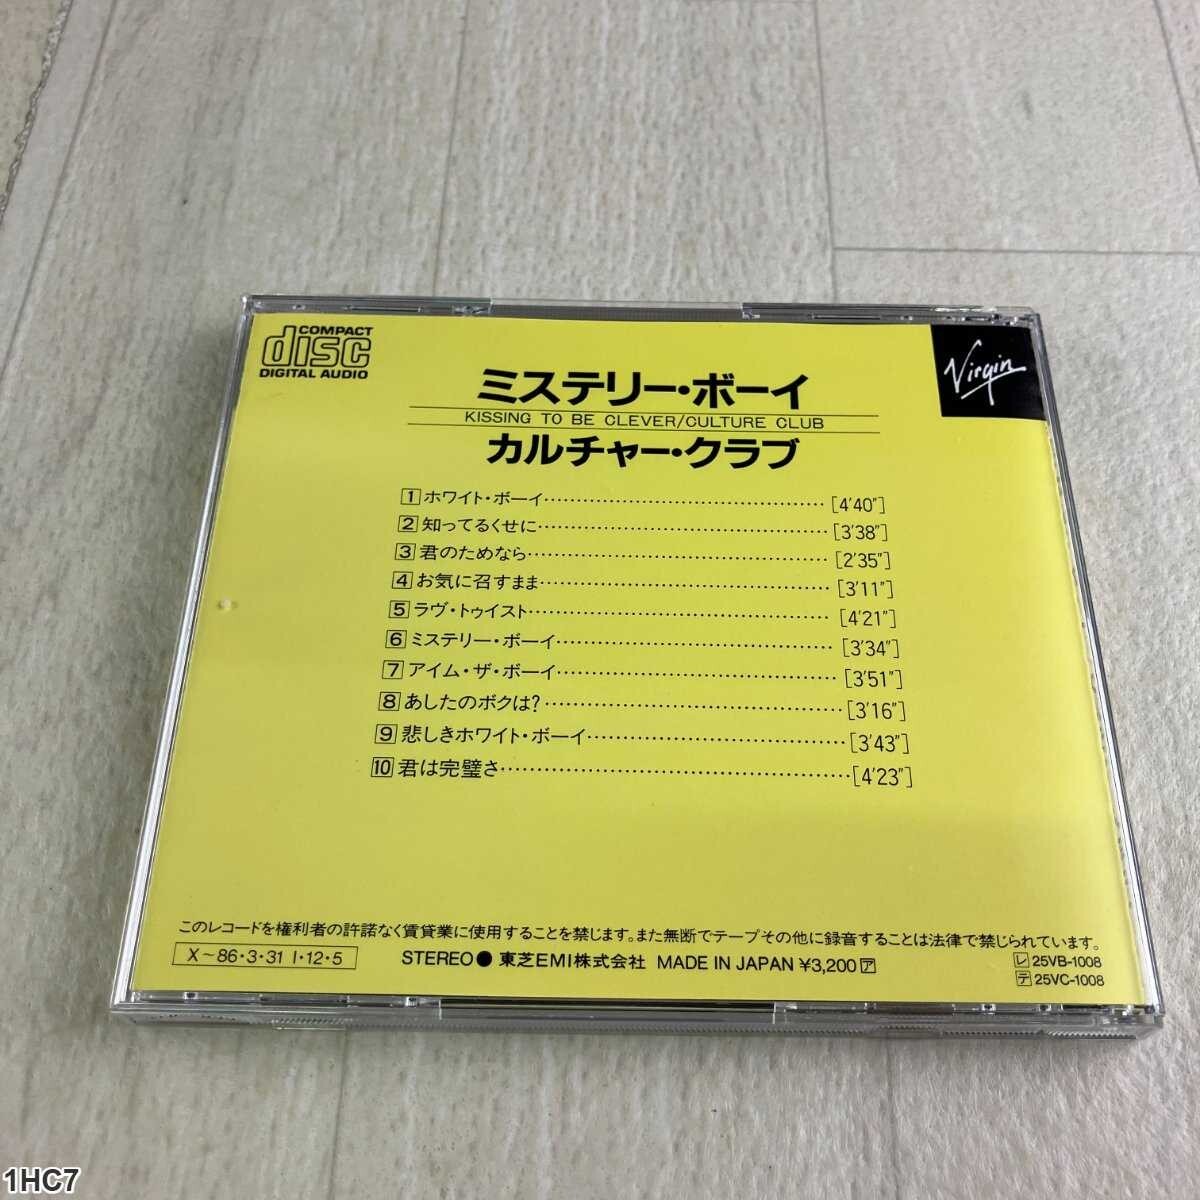 COMPACT
disc
DIGITAL AUDIO
Virgin
ミステリー・ボーイ
KISSING TO BE CLEVER/CULTURE CLUB
カルチャー・クラブ
1 ホワイト・ボーイ……………[4'40"]
2 知ってるくせに……………[3'38"]
3 君のためなら……………[2'35"]
4 お気に召すまま……………[3'11"]
5 ラヴ・トゥイスト……………[4'21"]
6 ミステリー・ボーイ……………[3'34"]
7 アイム・ザ・ボーイ……………[3'51"]
8 あしたのボクは?……………[3'16"]
9 悲しきホワイト・ボーイ……………[3'43"]
10 君は完璧さ……………[4'23"]
このレコードを権利者の許諾なく賃貸業に使用することを禁じます。また無断でテープその他に録音することは法律で禁じられています。
X〜86・3・31 I・12・5
STEREO● 東芝EMI株式会社 MADE IN JAPAN ¥3,200 ア
レ 25VB-1008
テ 25VC-1008
1HC7